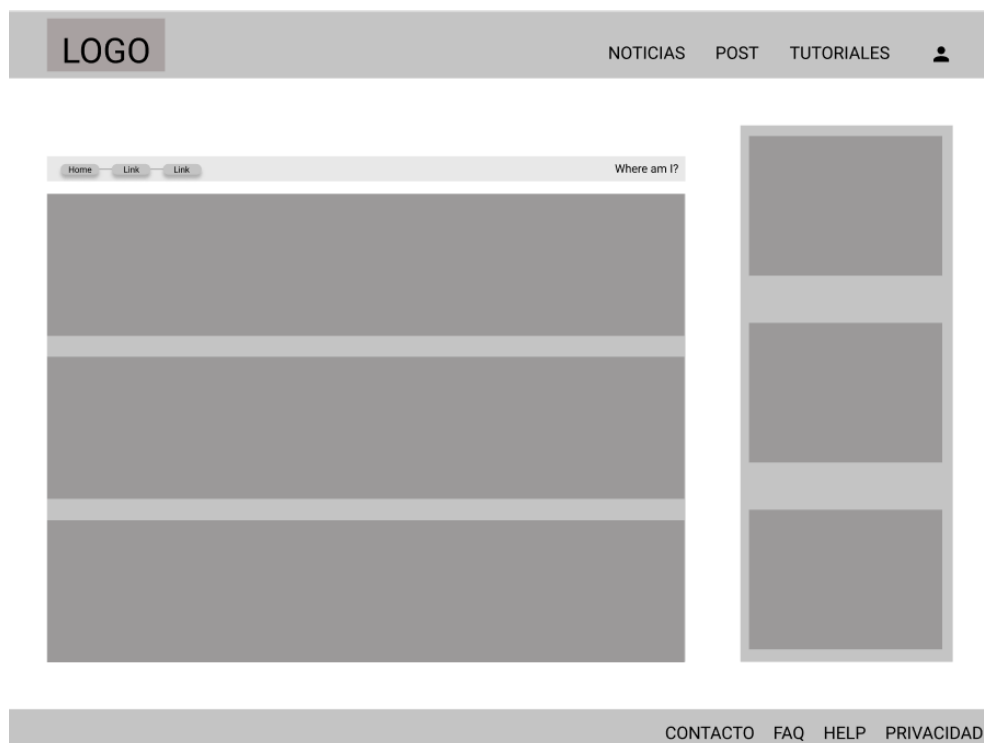 LOGO
NOTICIAS POST TUTORIALES
Home Link Link
Where am I?
CONTACTO FAQ HELP PRIVACIDAD